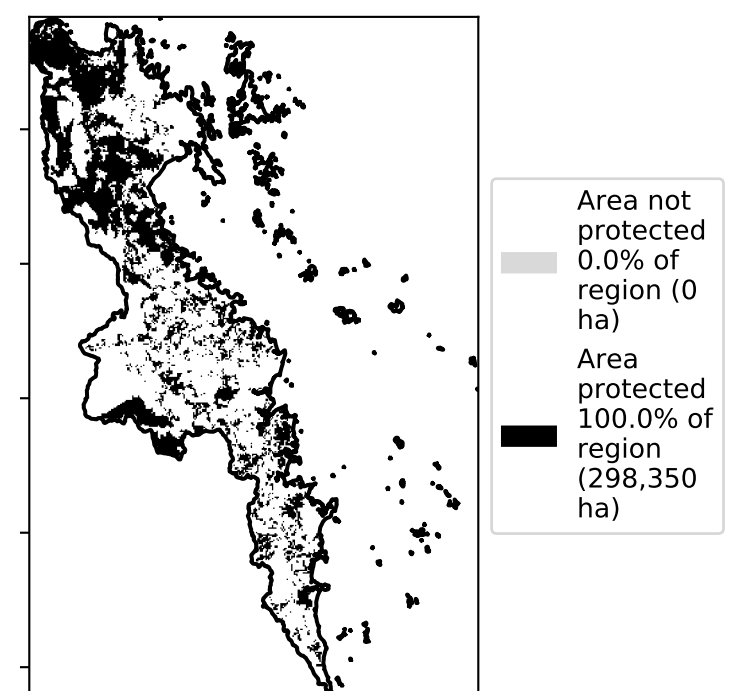 Area not
protected
0.0% of
region (0
ha)
Area
protected
100.0% of
region
(298,350
ha)